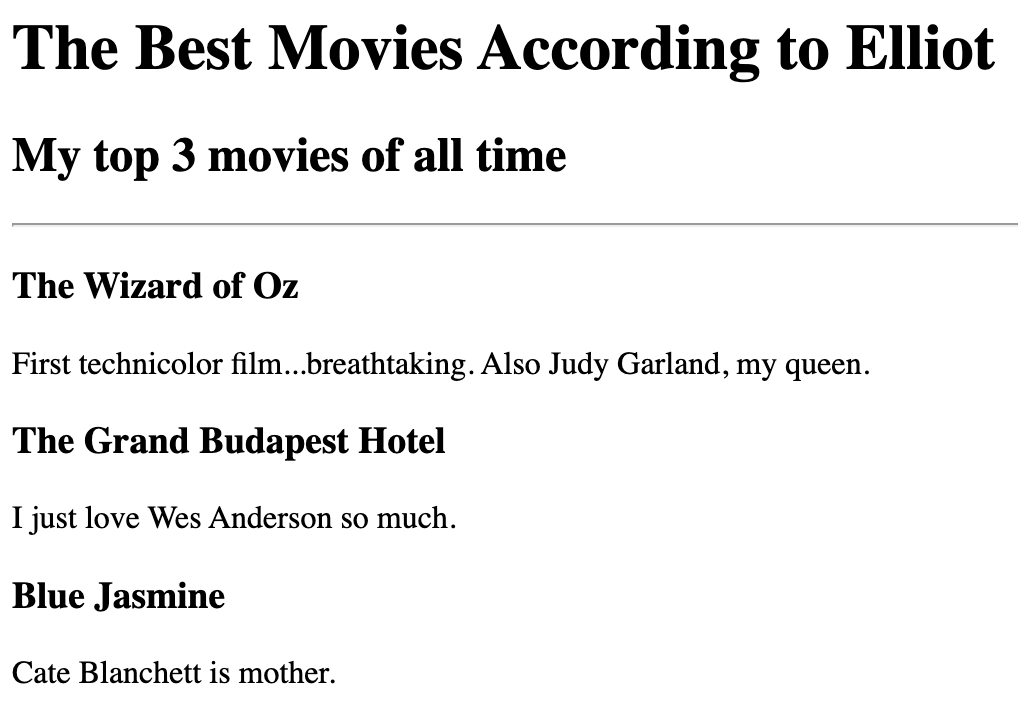 The Best Movies According to Elliot
My top 3 movies of all time
The Wizard of Oz
First technicolor film...breathtaking. Also Judy Garland, my queen.
The Grand Budapest Hotel
I just love Wes Anderson so much.
Blue Jasmine
Cate Blanchett is mother.